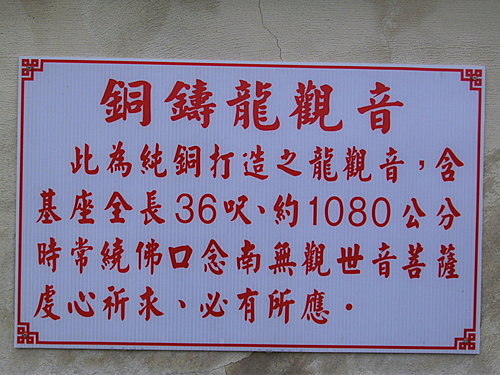 銅鑄龍觀音
此為純銅打造之龍觀音，含
基座全長36呎、約1080公分
時常繞佛口念南無觀世音菩薩
虔心祈求、必有所應．